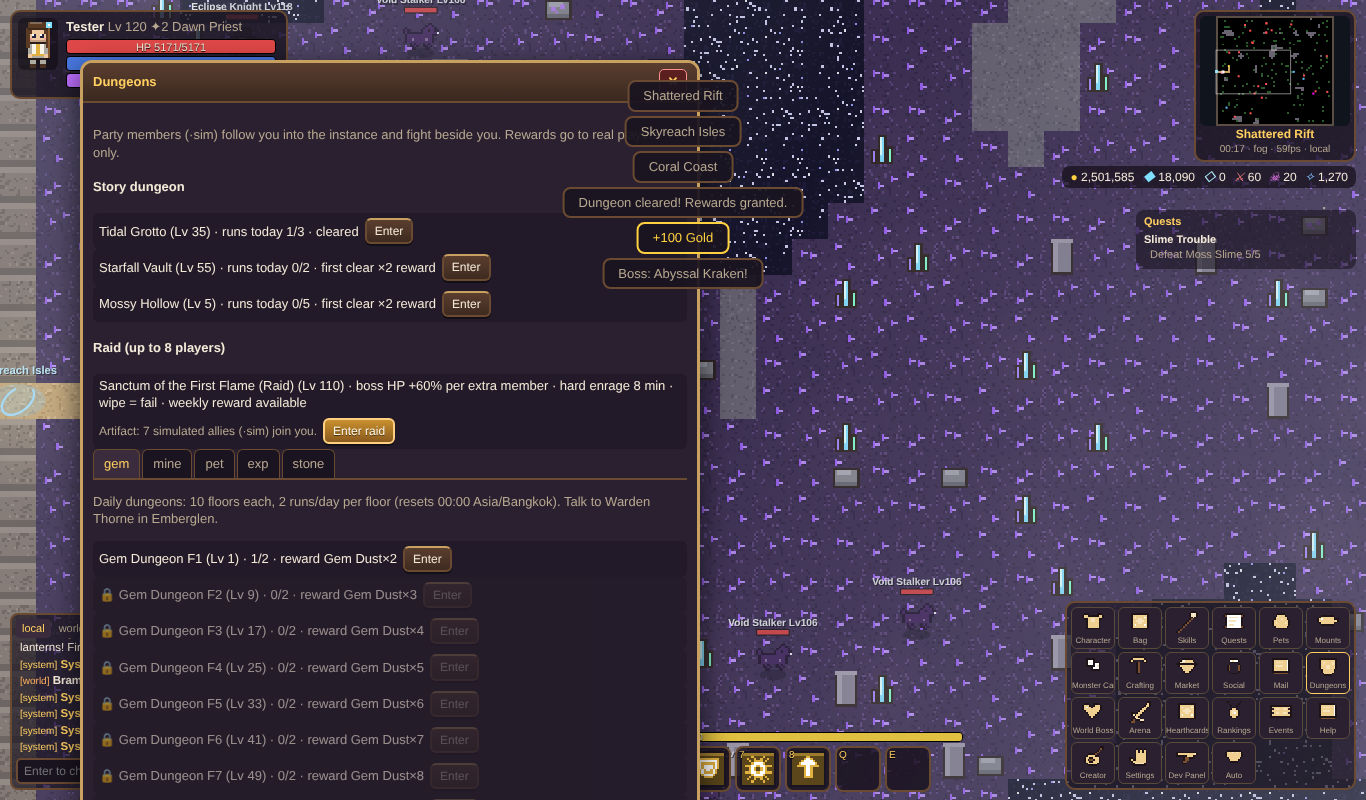 Eclipse Knight Lv118
Void Stalker Lv106
Tester Lv 120 ✦2 Dawn Priest
HP 5171/5171
Dungeons
Party members (·sim) follow you into the instance and fight beside you. Rewards go to real
only.
Story dungeon
Tidal Grotto (Lv 35) · runs today 1/3 · cleared Enter
Starfall Vault (Lv 55) · runs today 0/2 · first clear ×2 reward Enter
Mossy Hollow (Lv 5) · runs today 0/5 · first clear ×2 reward Enter
Raid (up to 8 players)
Sanctum of the First Flame (Raid) (Lv 110) · boss HP +60% per extra member · hard enrage 8 min ·
wipe = fail · weekly reward available
Artifact: 7 simulated allies (·sim) join you. Enter raid
gem mine pet exp stone
Daily dungeons: 10 floors each, 2 runs/day per floor (resets 00:00 Asia/Bangkok). Talk to Warden
Thorne in Emberglen.
Gem Dungeon F1 (Lv 1) · 1/2 · reward Gem Dust×2 Enter
Gem Dungeon F2 (Lv 9) · 0/2 · reward Gem Dust×3 Enter
Gem Dungeon F3 (Lv 17) · 0/2 · reward Gem Dust×4 Enter
Gem Dungeon F4 (Lv 25) · 0/2 · reward Gem Dust×5 Enter
Gem Dungeon F5 (Lv 33) · 0/2 · reward Gem Dust×6 Enter
Gem Dungeon F6 (Lv 41) · 0/2 · reward Gem Dust×7 Enter
Gem Dungeon F7 (Lv 49) · 0/2 · reward Gem Dust×8 Enter
Shattered Rift
Skyreach Isles
Coral Coast
Dungeon cleared! Rewards granted.
+100 Gold
Boss: Abyssal Kraken!
Shattered Rift
00:17 · fog · 59fps · local
2,501,585 18,090 0 60 20 1,270
Quests
Slime Trouble
Defeat Moss Slime 5/5
reach Isles
Void Stalker Lv106
Void Stalker Lv106
local
lanterns!
[system] Sys
[world] Bram
[system] Sys
[system] Sys
[system] Sys
[system] Sys
Enter to ch
7 8 Q E
Character Bag Skills Quests Pets Mounts
Monster Ca Crafting Market Social Mail Dungeons
World Boss Arena Hearthcards Rankings Events Help
Creator Settings Dev Panel Auto